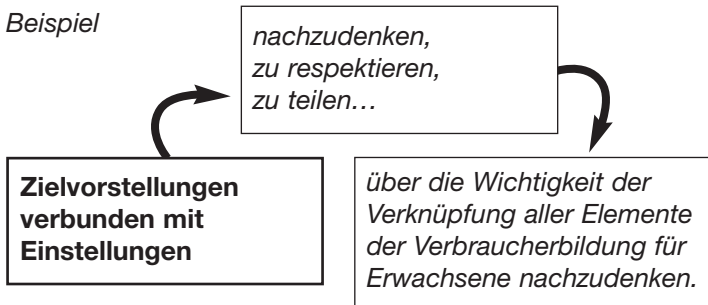 Beispiel
nachzudenken,
zu respektieren,
zu teilen…
Zielvorstellungen
verbunden mit
Einstellungen
über die Wichtigkeit der
Verknüpfung aller Elemente
der Verbraucherbildung für
Erwachsene nachzudenken.